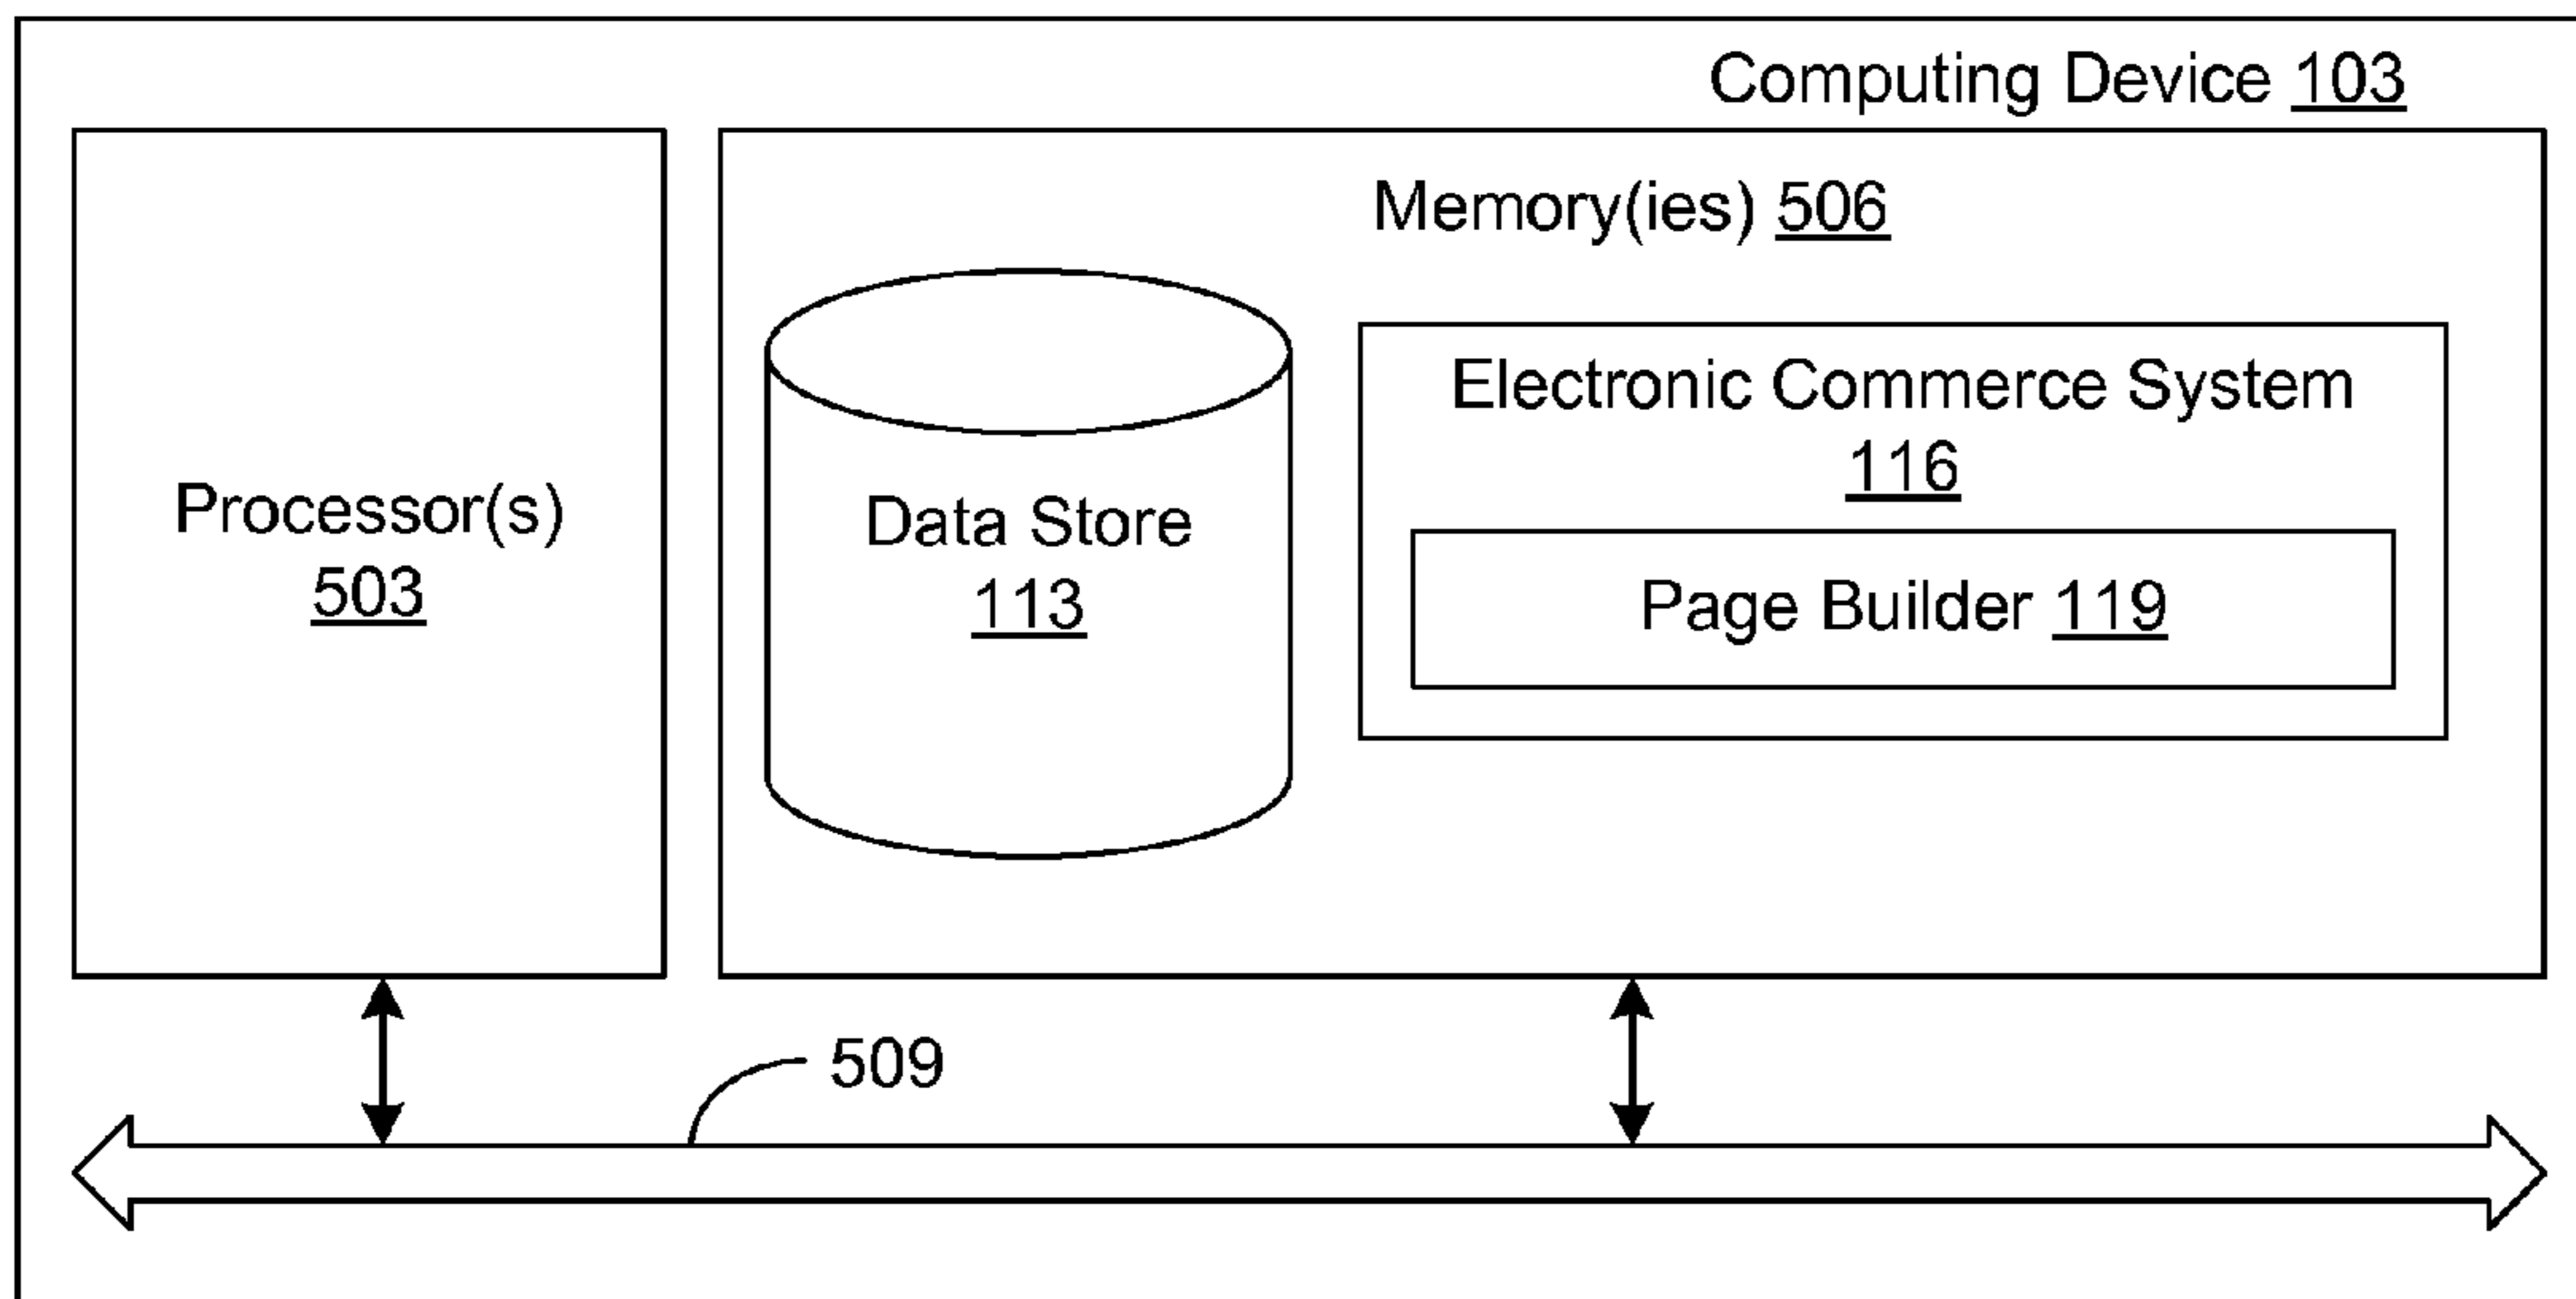 Computing Device 103
Memory(ies) 506
Processor(s)
503
Data Store
113
Electronic Commerce System
116
Page Builder 119
509